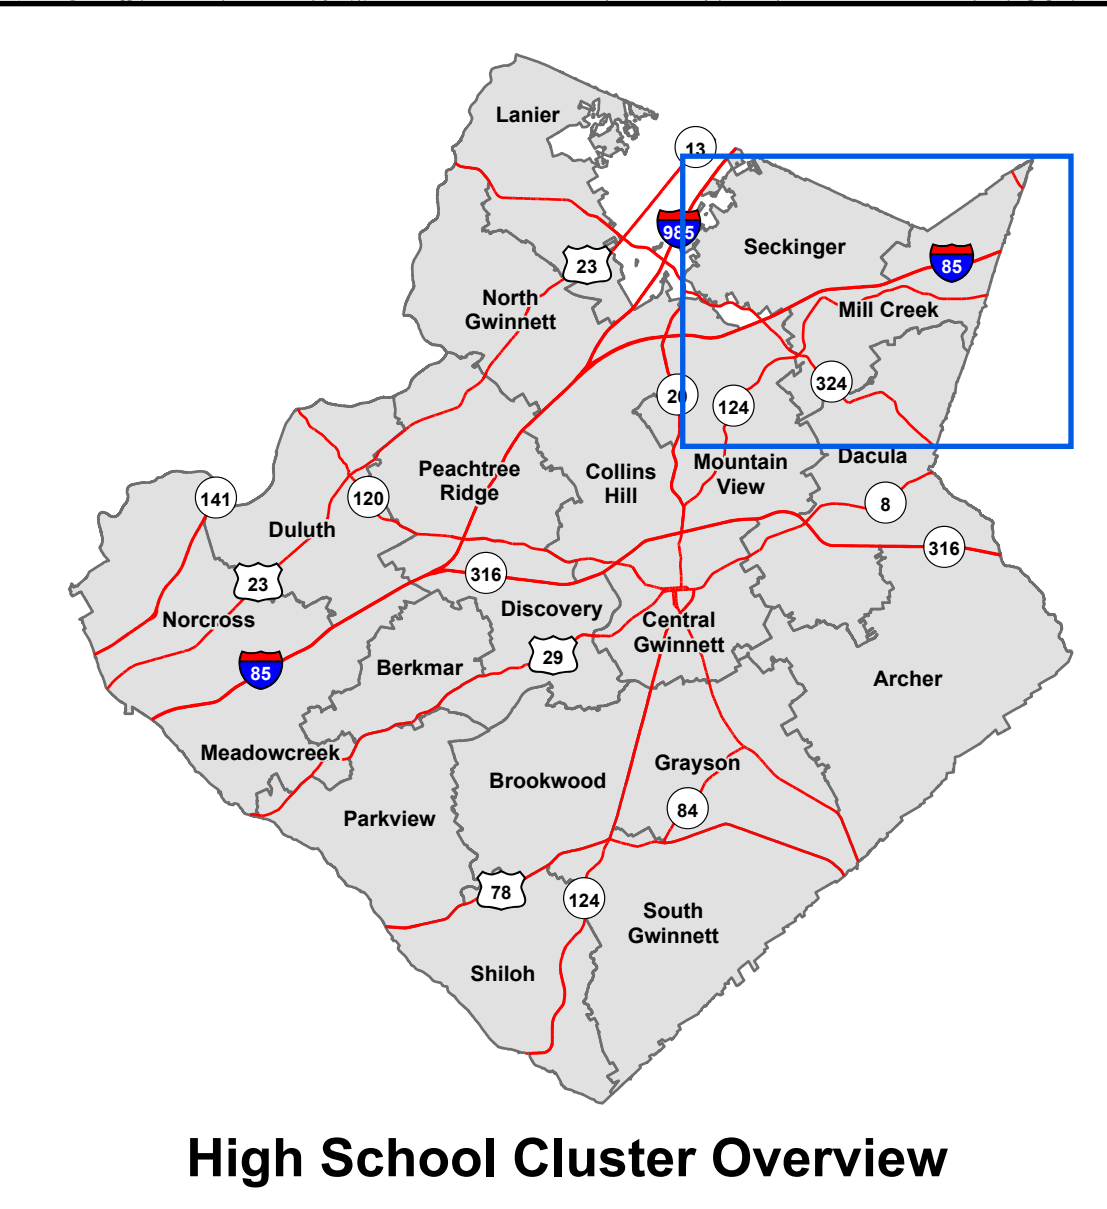 Lanier
13
985
Seckinger
23
85
North
Gwinnett
Mill Creek
324
20
124
Peachtree
Ridge
Collins
Hill
Mountain
View
Dacula
141
120
8
Duluth
316
316
23
Discovery
Norcross
Central
Gwinnett
29
Berkmar
85
Archer
Meadowcreek
Grayson
Brookwood
84
Parkview
78
124
South
Gwinnett
Shiloh
High School Cluster Overview